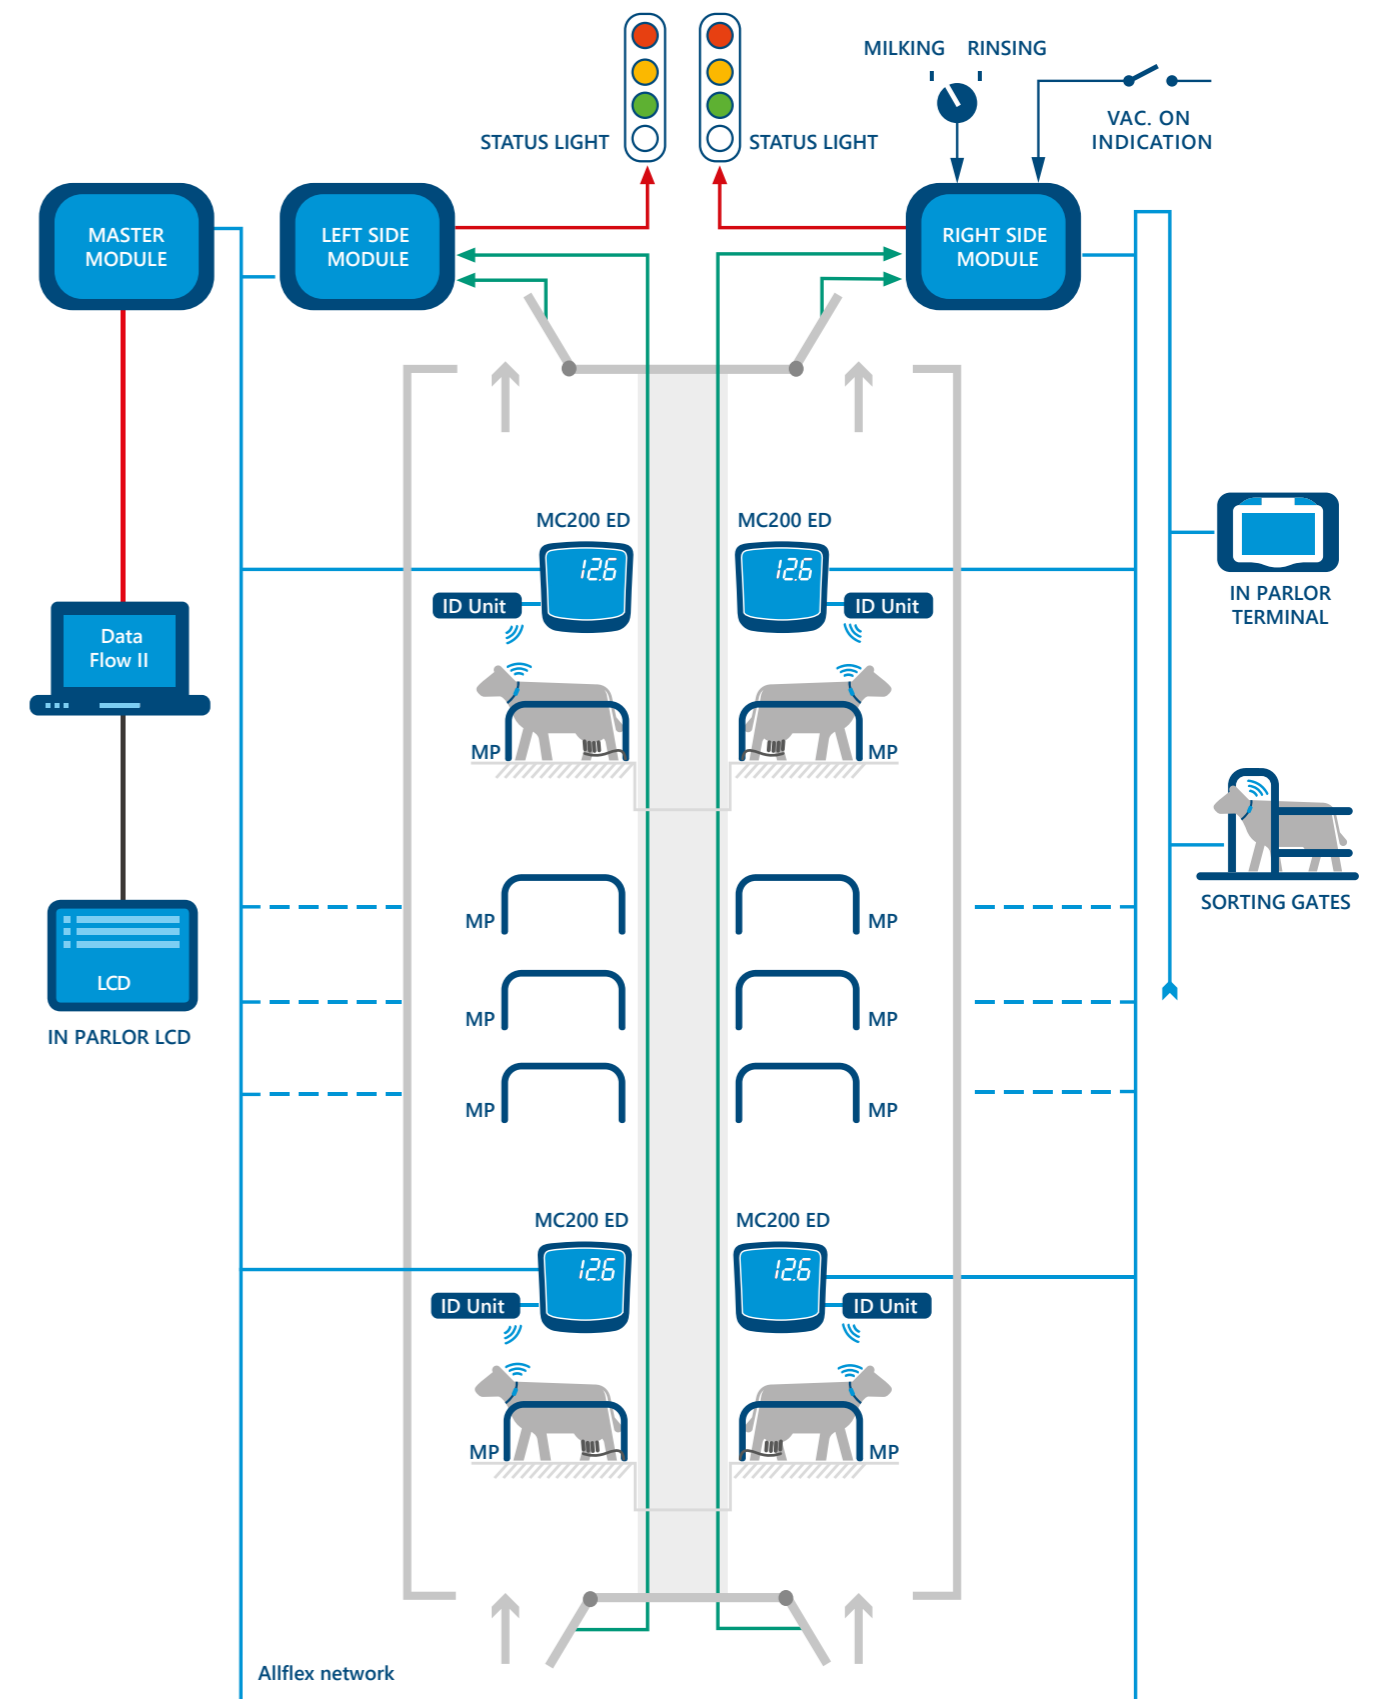 MILKING RINSING
STATUS LIGHT
STATUS LIGHT
VAC. ON
INDICATION
MASTER
MODULE
LEFT SIDE
MODULE
RIGHT SIDE
MODULE
MC200 ED
MC200 ED
12.6
12.6
ID Unit
ID Unit
IN PARLOR
TERMINAL
Data
Flow II
MP
MP
SORTING GATES
MP
MP
LCD
IN PARLOR LCD
MP
MP
MP
MP
MC200 ED
MC200 ED
12.6
12.6
ID Unit
ID Unit
MP
MP
Allflex network